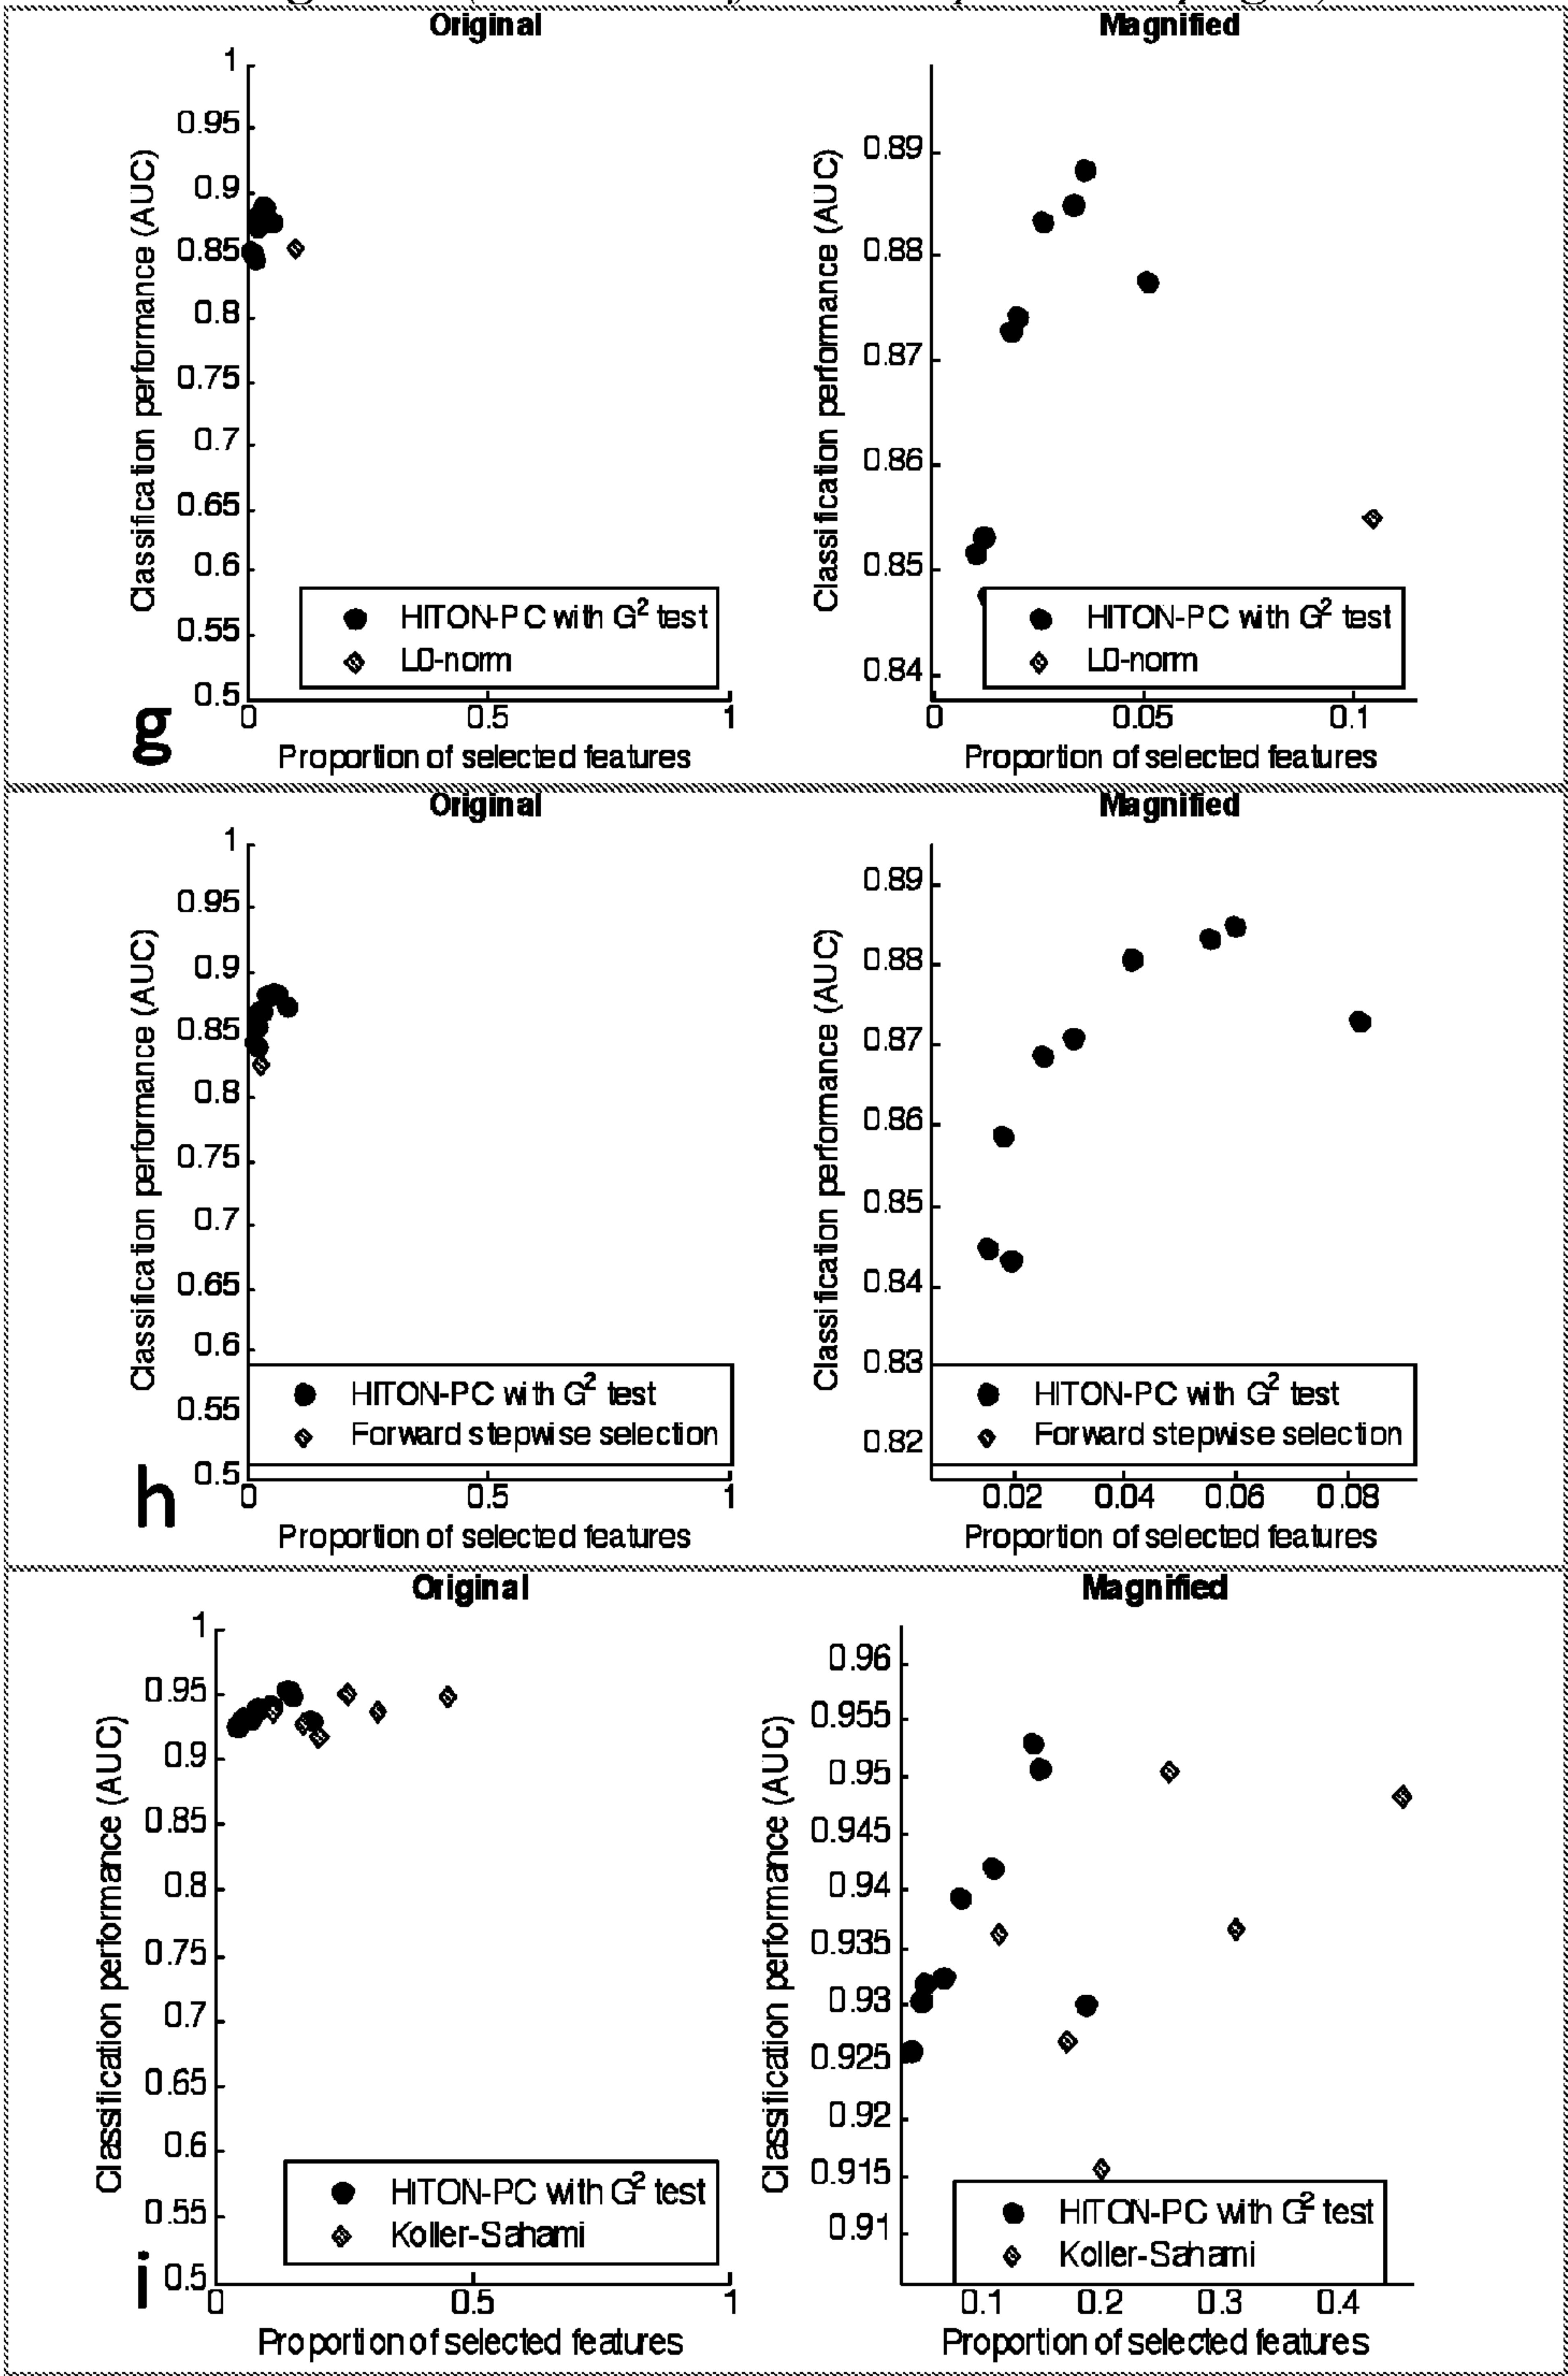 Original
Magnified
1
0.95
0.9
0.85
0.8
0.75
0.7
0.65
0.6
0.55
0.5
Classification performance (AUC)
HITON-PC with G2 test
L0-norm
0
0.5
1
Proportion of selected features
g
0.89
0.88
0.87
0.86
0.85
0.84
Classification performance (AUC)
HITON-PC with G2 test
L0-norm
0
0.05
0.1
Proportion of selected features
Original
Magnified
1
0.95
0.9
0.85
0.8
0.75
0.7
0.65
0.6
0.55
0.5
Classification performance (AUC)
HITON-PC with G2 test
Forward stepwise selection
0
0.5
1
Proportion of selected features
h
0.89
0.88
0.87
0.86
0.85
0.84
0.83
0.82
Classification performance (AUC)
HITON-PC with G2 test
Forward stepwise selection
0.02
0.04
0.06
0.08
Proportion of selected features
Original
Magnified
1
0.95
0.9
0.85
0.8
0.75
0.7
0.65
0.6
0.55
0.5
Classification performance (AUC)
HITON-PC with G2 test
Koller-Sahami
0
0.5
1
Proportion of selected features
i
0.96
0.955
0.95
0.945
0.94
0.935
0.93
0.925
0.92
0.915
0.91
Classification performance (AUC)
HITON-PC with G2 test
Koller-Sahami
0.1
0.2
0.3
0.4
Proportion of selected features